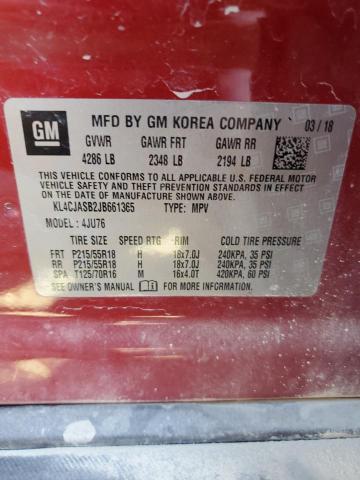 GM MFD BY GM KOREA COMPANY 03/18
GVWR GAWR FRT GAWR RR
4286 LB 2348 LB 2194 LB
THIS VEHICLE CONFORMS TO ALL APPLICABLE U.S. FEDERAL MOTOR
VEHICLE SAFETY, BUMPER, AND THEFT PREVENTION STANDARDS IN
EFFECT ON THE DATE OF MANUFACTURE SHOWN ABOVE.
KL4CJASB2JB661365 TYPE: MPV
MODEL: 4JU76
TIRE SIZE SPEED RTG RIM COLD TIRE PRESSURE
FRT P215/55R18 H 18x7.0J 240KPA, 35 PSI
RR P215/55R18 H 18x7.0J 240KPA, 35 PSI
SPA T125/70R16 M 16x4.0T 420KPA, 60 PSI
SEE OWNER'S MANUAL FOR MORE INFORMATION.